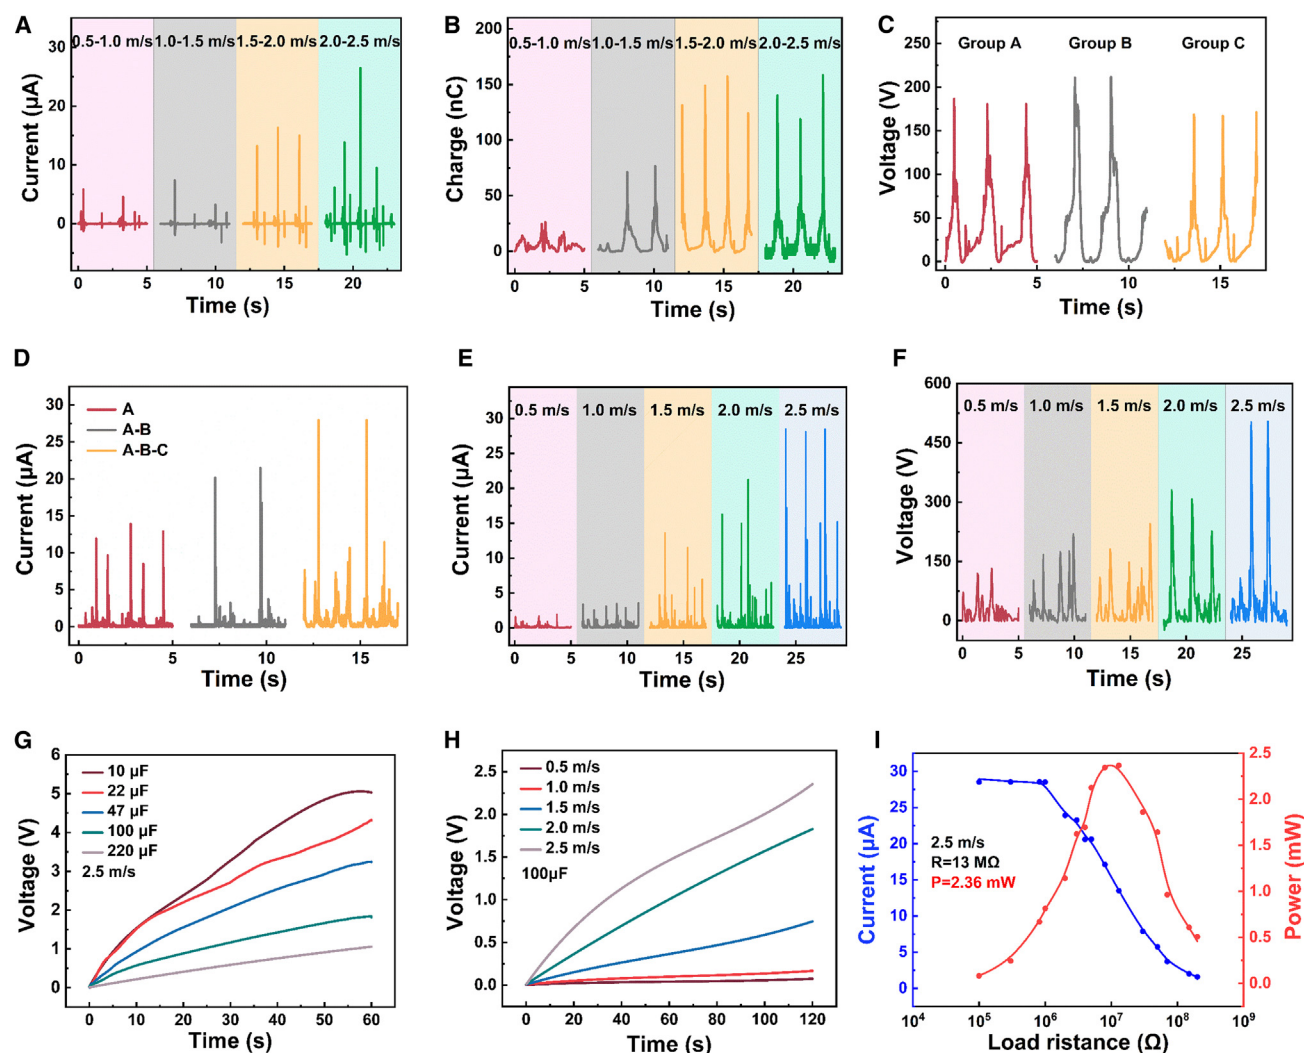 A
Current (μA)
30
20
10
0
0.5-1.0 m/s
1.0-1.5 m/s
1.5-2.0 m/s
2.0-2.5 m/s
0
5
10
15
20
Time (s)
B
Charge (nC)
200
150
100
50
0
0.5-1.0 m/s
1.0-1.5 m/s
1.5-2.0 m/s
2.0-2.5 m/s
0
5
10
15
20
Time (s)
C
Voltage (V)
250
200
150
100
50
0
Group A
Group B
Group C
0
5
10
15
Time (s)
D
Current (μA)
30
25
20
15
10
5
0
A
A-B
A-B-C
0
5
10
15
Time (s)
E
Current (μA)
30
25
20
15
10
5
0
0.5 m/s
1.0 m/s
1.5 m/s
2.0 m/s
2.5 m/s
0
5
10
15
20
25
Time (s)
F
Voltage (V)
600
450
300
150
0
0.5 m/s
1.0 m/s
1.5 m/s
2.0 m/s
2.5 m/s
0
5
10
15
20
25
Time (s)
G
Voltage (V)
6
5
4
3
2
1
0
10 μF
22 μF
47 μF
100 μF
220 μF
2.5 m/s
0
10
20
30
40
50
60
Time (s)
H
Voltage (V)
2.5
2.0
1.5
1.0
0.5
0.0
0.5 m/s
1.0 m/s
1.5 m/s
2.0 m/s
2.5 m/s
100μF
0
20
40
60
80
100
120
Time (s)
I
Current (μA)
30
25
20
15
10
5
0
2.5 m/s
R=13 MΩ
P=2.36 mW
2.5
2.0
1.5
1.0
0.5
0.0
Power (mW)
10⁴
10⁵
10⁶
10⁷
10⁸
10⁹
Load ristance (Ω)